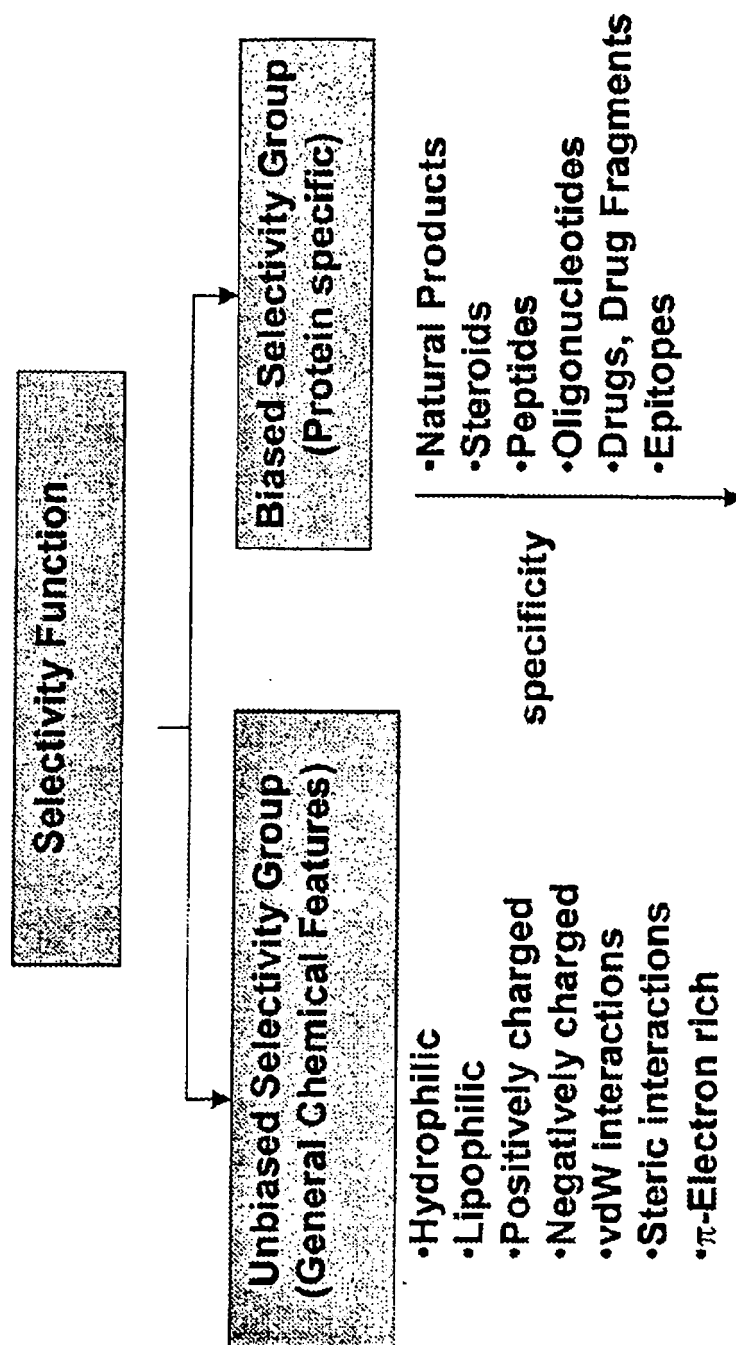 Selectivity Function
Unbiased Selectivity Group
(General Chemical Features)
•Hydrophilic
•Lipophilic
•Positively charged
•Negatively charged
•vdW interactions
•Steric interactions
•π-Electron rich
Biased Selectivity Group
(Protein specific)
specificity
•Natural Products
•Steroids
•Peptides
•Oligonucleotides
•Drugs, Drug Fragments
•Epitopes